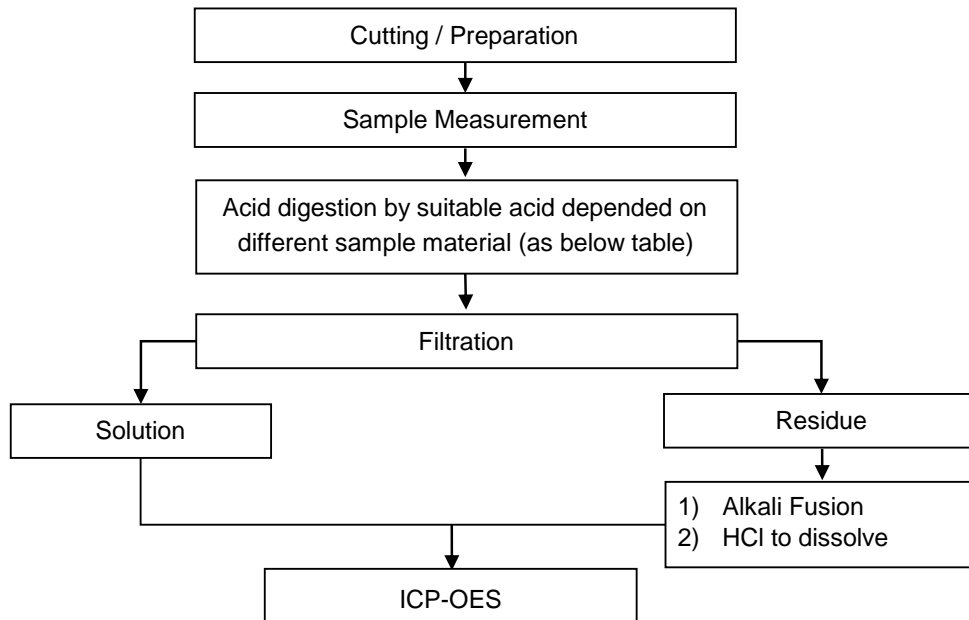 Cutting / Preparation
Sample Measurement
Acid digestion by suitable acid depended on
different sample material (as below table)
Filtration
Solution
Residue
1) Alkali Fusion
2) HCl to dissolve
ICP-OES